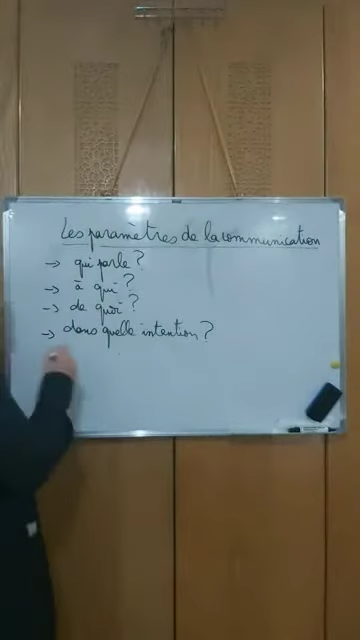 Les paramètres de la communication
→ qui parle ?
→ à qui ?
→ de quoi ?
→ dans quelle intention ?